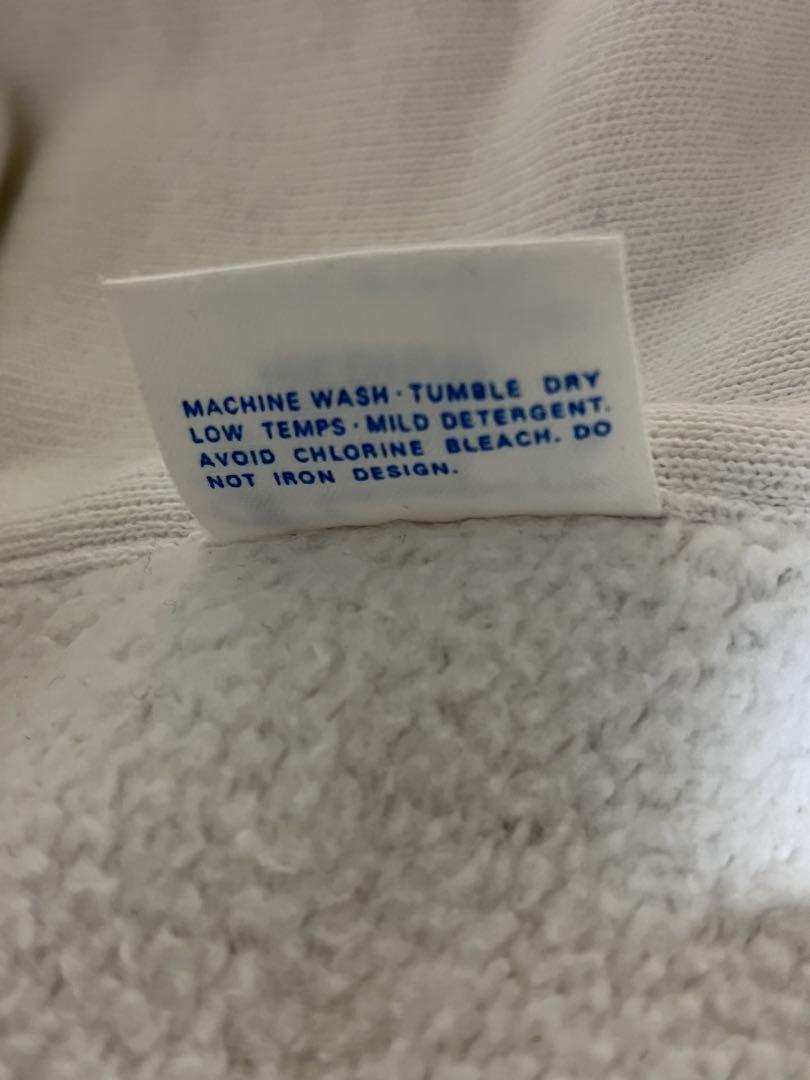 MACHINE WASH · TUMBLE DRY
LOW TEMPS · MILD DETERGENT.
AVOID CHLORINE BLEACH. DO
NOT IRON DESIGN.